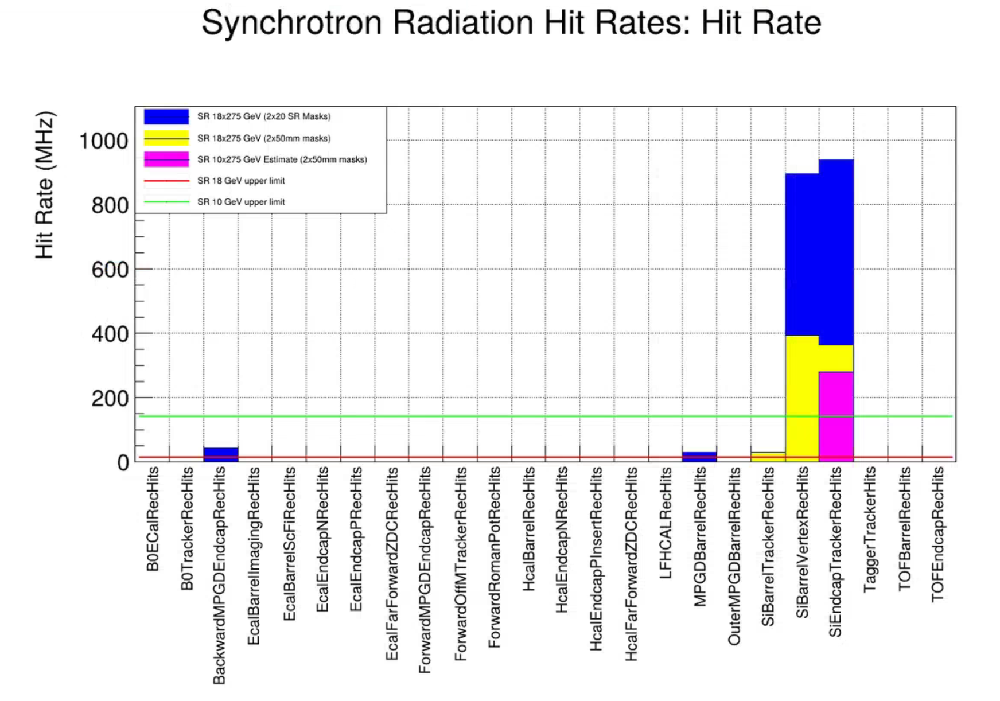 Synchrotron Radiation Hit Rates: Hit Rate
Hit Rate (MHz)
SR 18x275 GeV (2x20 SR Masks)
SR 18x275 GeV (2x50mm masks)
SR 10x275 GeV Estimate (2x50mm masks)
SR 18 GeV upper limit
SR 10 GeV upper limit
1000
800
600
400
200
0
B0ECalRecHits
B0TrackerRecHits
BackwardMPGDEndcapRecHits
EcalBarrelImagingRecHits
EcalBarrelScFiRecHits
EcalEndcapNRecHits
EcalEndcapPRecHits
EcalFarForwardZDCRecHits
ForwardMPGDEndcapRecHits
ForwardOffMTrackerRecHits
ForwardRomanPotRecHits
HcalBarrelRecHits
HcalEndcapNRecHits
HcalEndcapPInsertRecHits
HcalFarForwardZDCRecHits
LFHCALRecHits
MPGDBarrelRecHits
OuterMPGDBarrelRecHits
SiBarrelTrackerRecHits
SiBarrelVertexRecHits
SiEndcapTrackerRecHits
TaggerTrackerHits
TOFBarrelRecHits
TOFEndcapRecHits